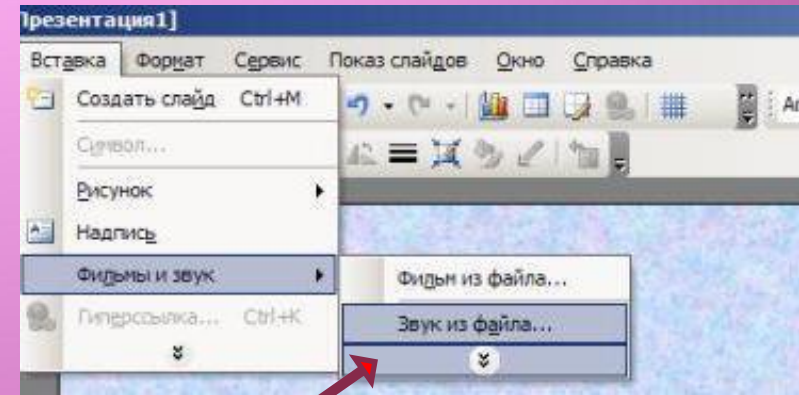 Презентация1]
Вставка Формат Сервис Показ слайдов Окно Справка
Создать слайд Ctrl+M
Символ...
Рисунок
Надпись
Фильмы и звук
Фильм из файла...
Гиперссылка... Ctrl+K
Звук из файла...